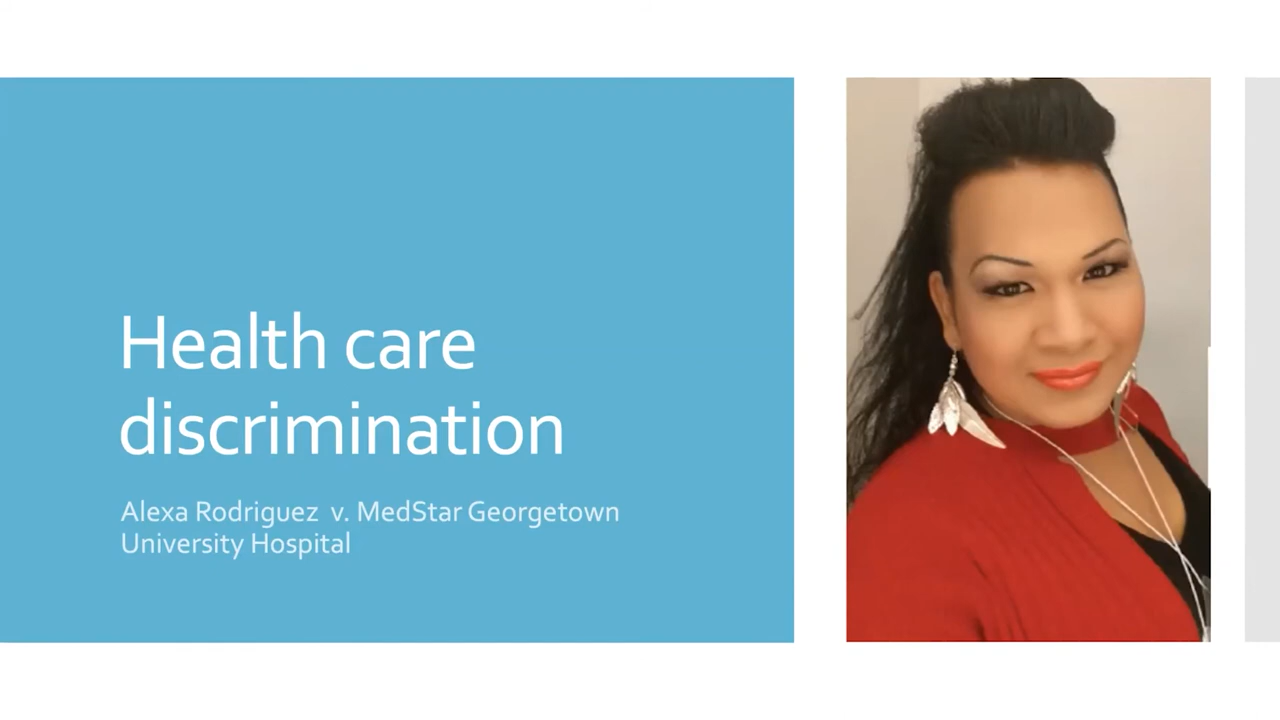 Health care
discrimination
Alexa Rodriguez v. MedStar Georgetown
University Hospital